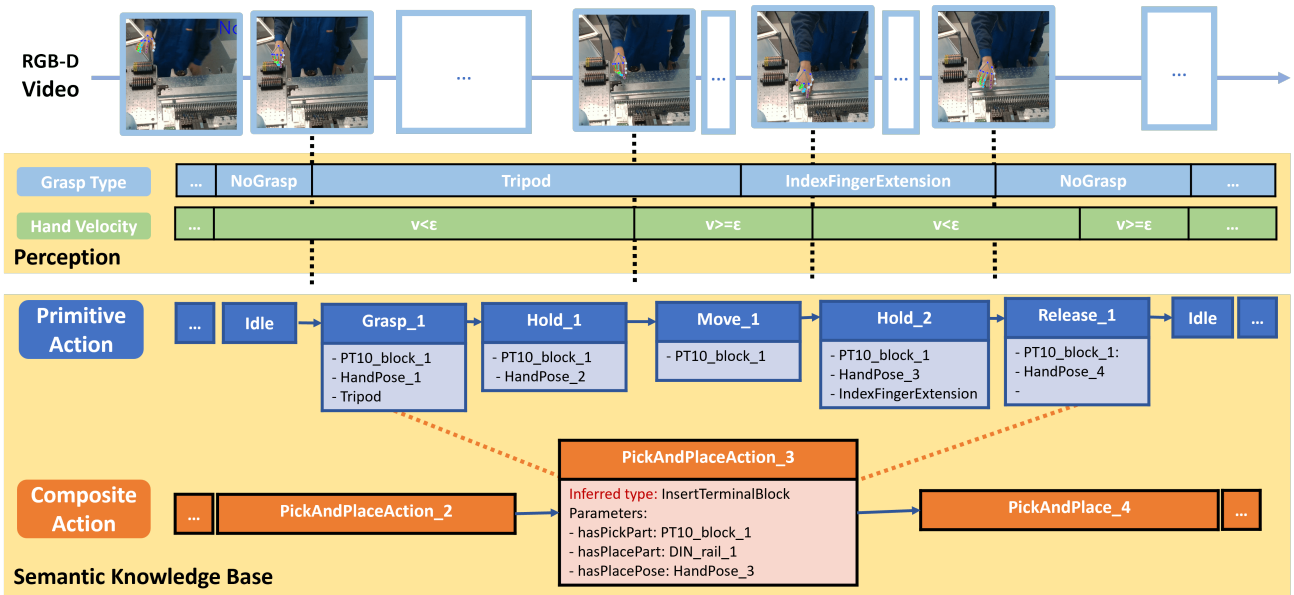 RGB-D
Video
No
...
...
...
...
Grasp Type
...
NoGrasp
Tripod
IndexFingerExtension
NoGrasp
...
Hand Velocity
...
v<ε
v>=ε
v<ε
v>=ε
...
Perception
Primitive
Action
...
Idle
Grasp_1
- PT10_block_1
- HandPose_1
- Tripod
Hold_1
- PT10_block_1
- HandPose_2
Move_1
- PT10_block_1
Hold_2
- PT10_block_1
- HandPose_3
- IndexFingerExtension
Release_1
- PT10_block_1:
- HandPose_4
-
Idle
...
Composite
Action
...
PickAndPlaceAction_2
PickAndPlaceAction_3
Inferred type: InsertTerminalBlock
Parameters:
- hasPickPart: PT10_block_1
- hasPlacePart: DIN_rail_1
- hasPlacePose: HandPose_3
PickAndPlace_4
...
Semantic Knowledge Base